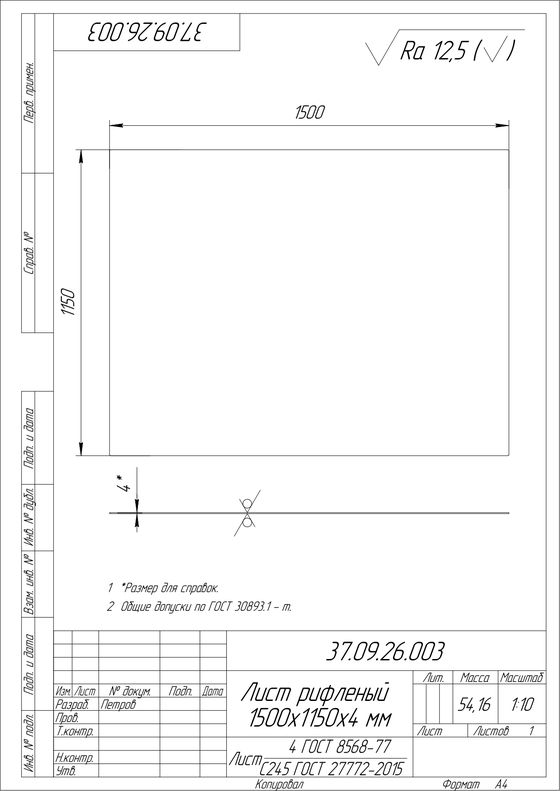 37.09.26.003
Ra 12,5 (√)
1500
1150
4*
1 *Размер для справок.
2 Общие допуски по ГОСТ 30893.1 – m.
Перв. примен.
Справ. №
Подп. и дата
Инв. № дубл.
Взам. инв. №
Подп. и дата
Инв. № подл.
37.09.26.003
Изм. Лист № докум. Подп. Дата
Разраб. Петров
Пров.
Т.контр.
Н.контр.
Утв.
Лист рифленый
1500х1150х4 мм
Лит. Масса Масштаб
54,16 1:10
Лист Листов 1
Лист 4 ГОСТ 8568-77
С245 ГОСТ 27772-2015
Копировал Формат А4